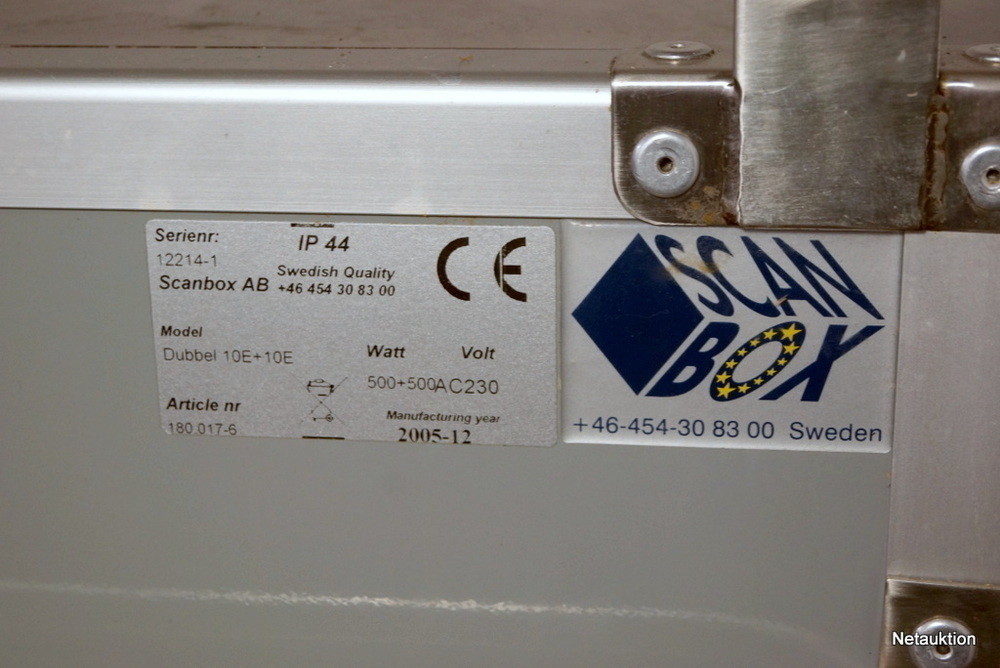 Serienr:
12214-1
Scanbox AB
IP 44
Swedish Quality
+46 454 30 83 00
CE
Model
Dubbel 10E+10E
Watt Volt
500+500AC230
Article nr
180.017-6
Manufacturing year
2005-12
SCAN
BOX
+46-454-30 83 00 Sweden
Netauktion